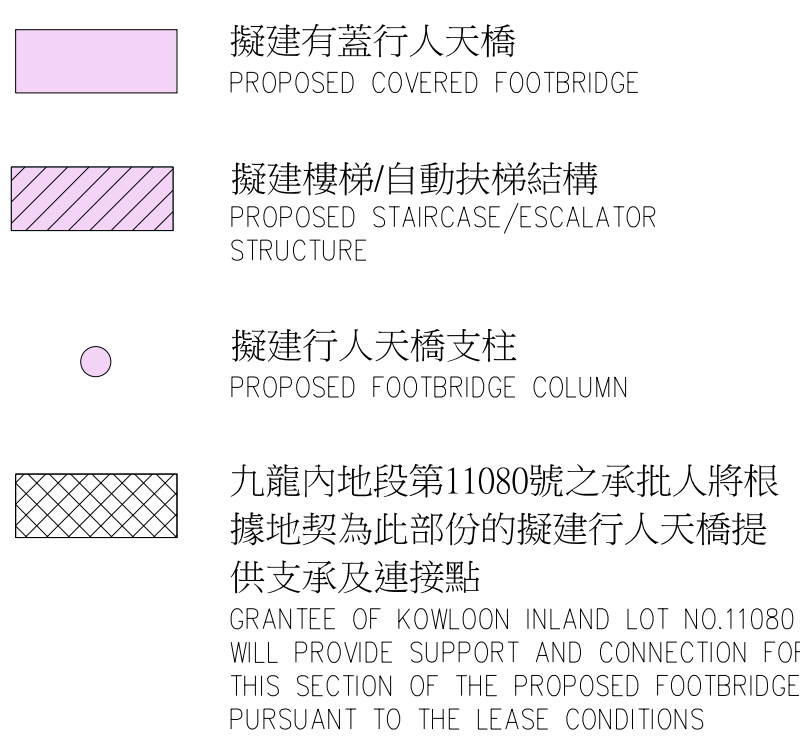 擬建有蓋行人天橋
PROPOSED COVERED FOOTBRIDGE
擬建樓梯/自動扶梯結構
PROPOSED STAIRCASE/ESCALATOR
STRUCTURE
擬建行人天橋支柱
PROPOSED FOOTBRIDGE COLUMN
九龍內地段第11080號之承批人將根
據地契為此部份的擬建行人天橋提
供支承及連接點
GRANTEE OF KOWLOON INLAND LOT NO.11080
WILL PROVIDE SUPPORT AND CONNECTION FOR
THIS SECTION OF THE PROPOSED FOOTBRIDGE
PURSUANT TO THE LEASE CONDITIONS